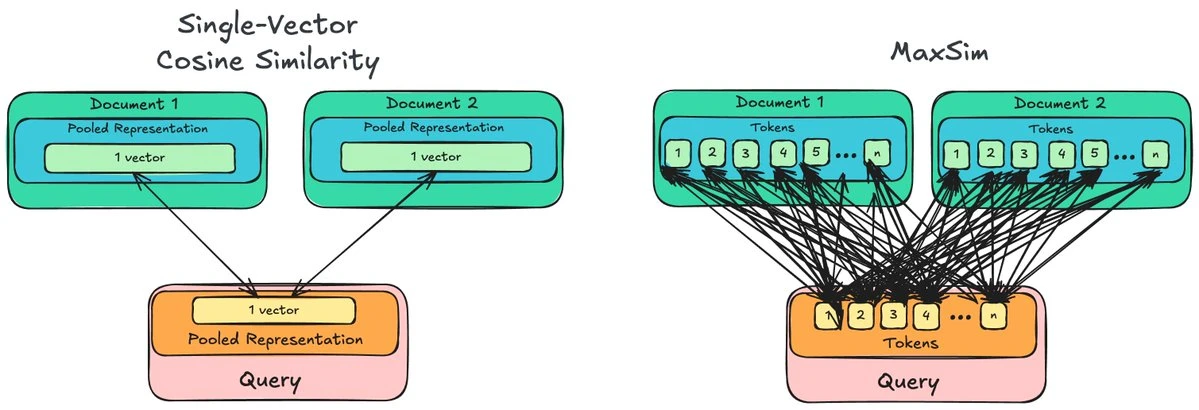 Single-Vector
Cosine Similarity
Document 1
Pooled Representation
1 vector
Document 2
Pooled Representation
1 vector
1 vector
Pooled Representation
Query
MaxSim
Document 1
Tokens
1 2 3 4 5 ... n
Document 2
Tokens
1 2 3 4 5 ... n
1 2 3 4 ... n
Tokens
Query